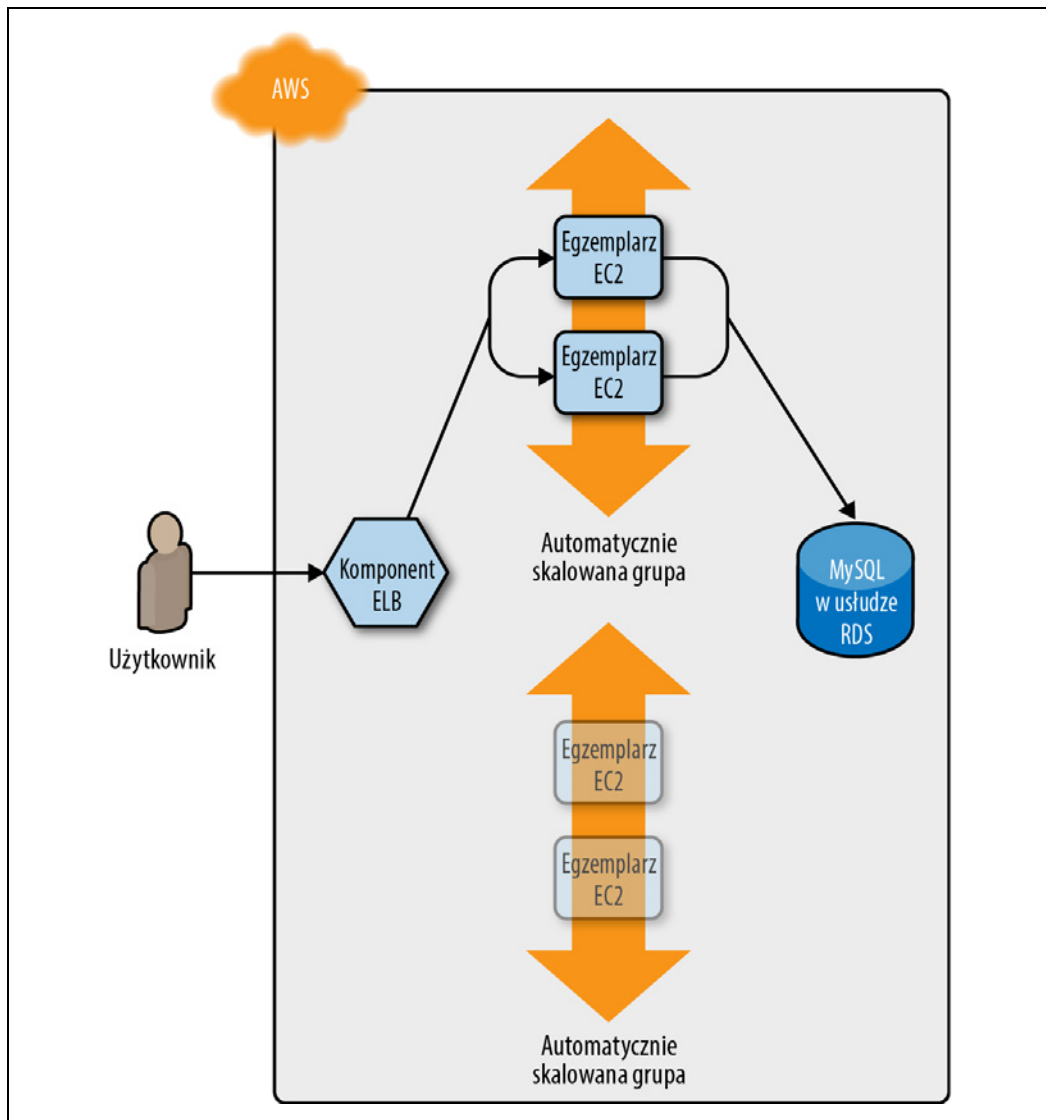 AWS
Egzemplarz
EC2
Egzemplarz
EC2
Automatycznie
skalowana grupa
Użytkownik
Komponent
ELB
MySQL
w usłudze
RDS
Egzemplarz
EC2
Egzemplarz
EC2
Automatycznie
skalowana grupa